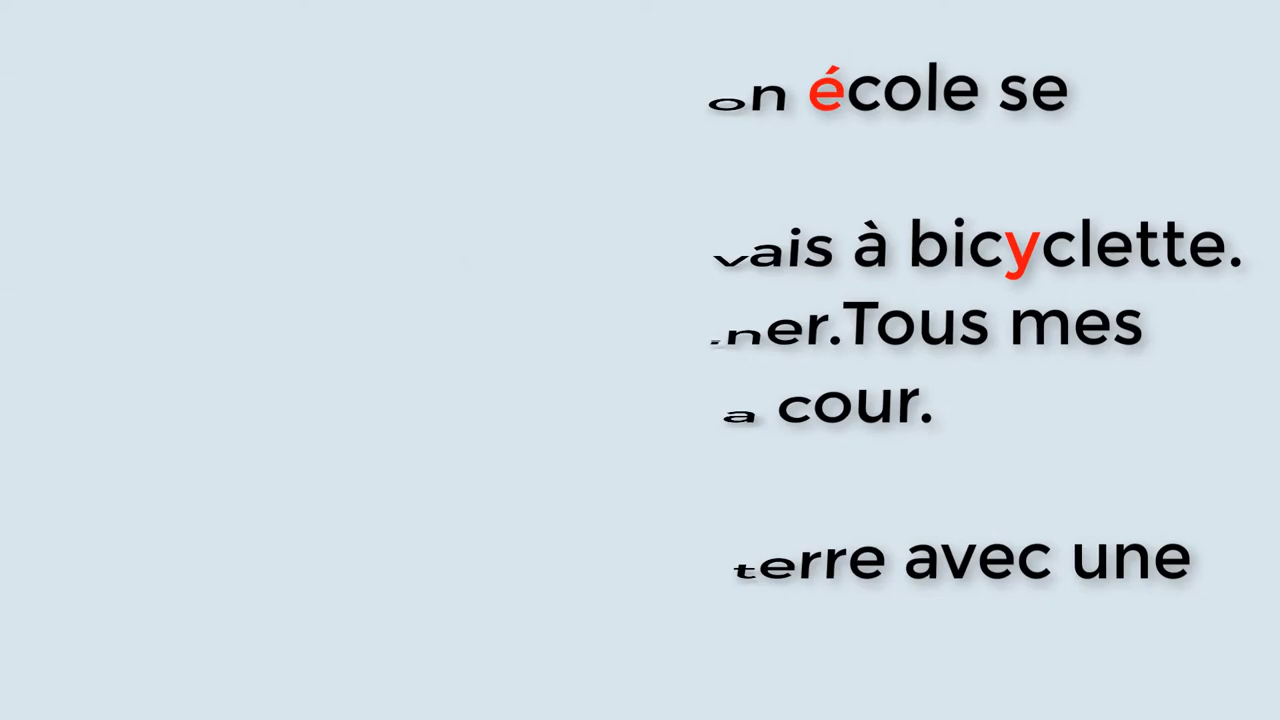 on école se
vais à bicyclette.
ner.Tous mes
a cour.
terre avec une